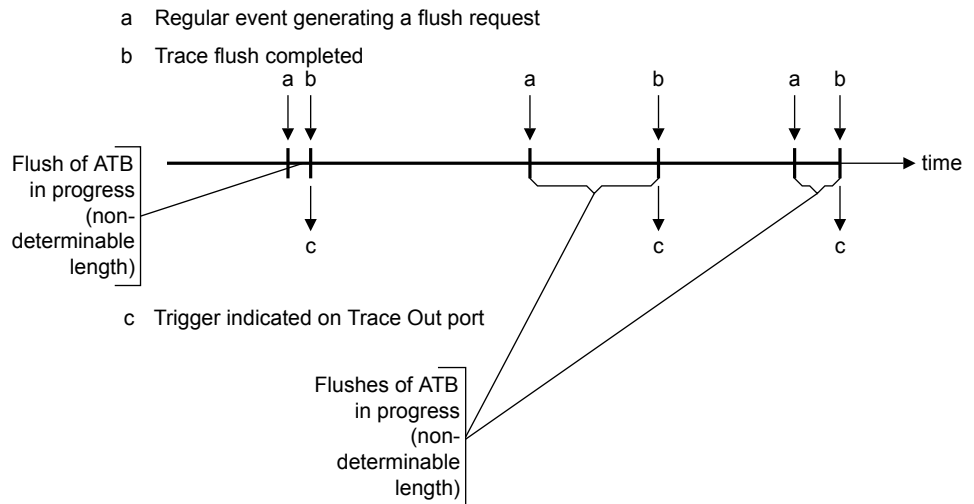 a Regular event generating a flush request
b Trace flush completed
a b a b a b
Flush of ATB
in progress
(non-
determinable
length)
time
c c c
c Trigger indicated on Trace Out port
Flushes of ATB
in progress
(non-
determinable
length)